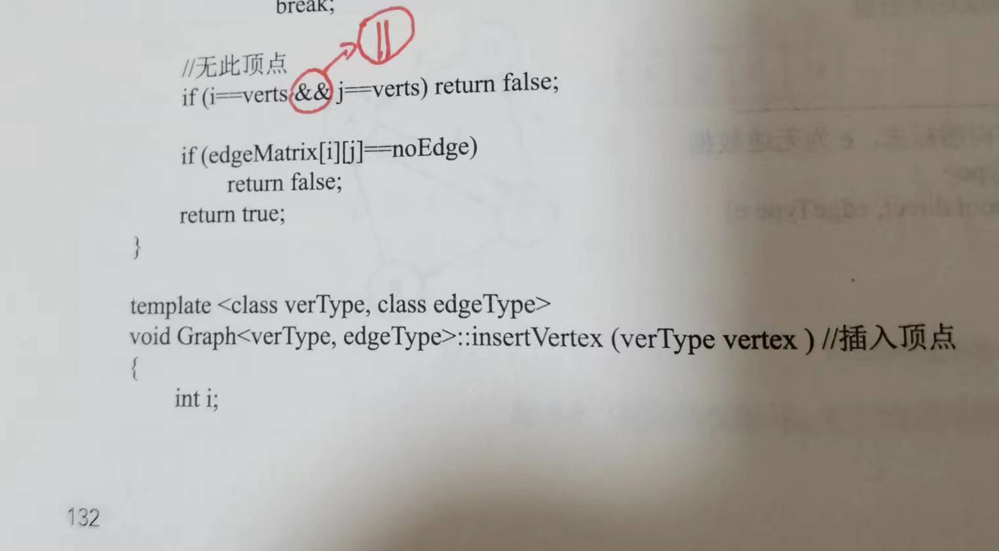 break;
||
//无此顶点
if (i==verts && j==verts) return false;
if (edgeMatrix[i][j]==noEdge)
return false;
return true;
}
template <class verType, class edgeType>
void Graph<verType, edgeType>::insertVertex (verType vertex ) //插入顶点
{
int i;
132